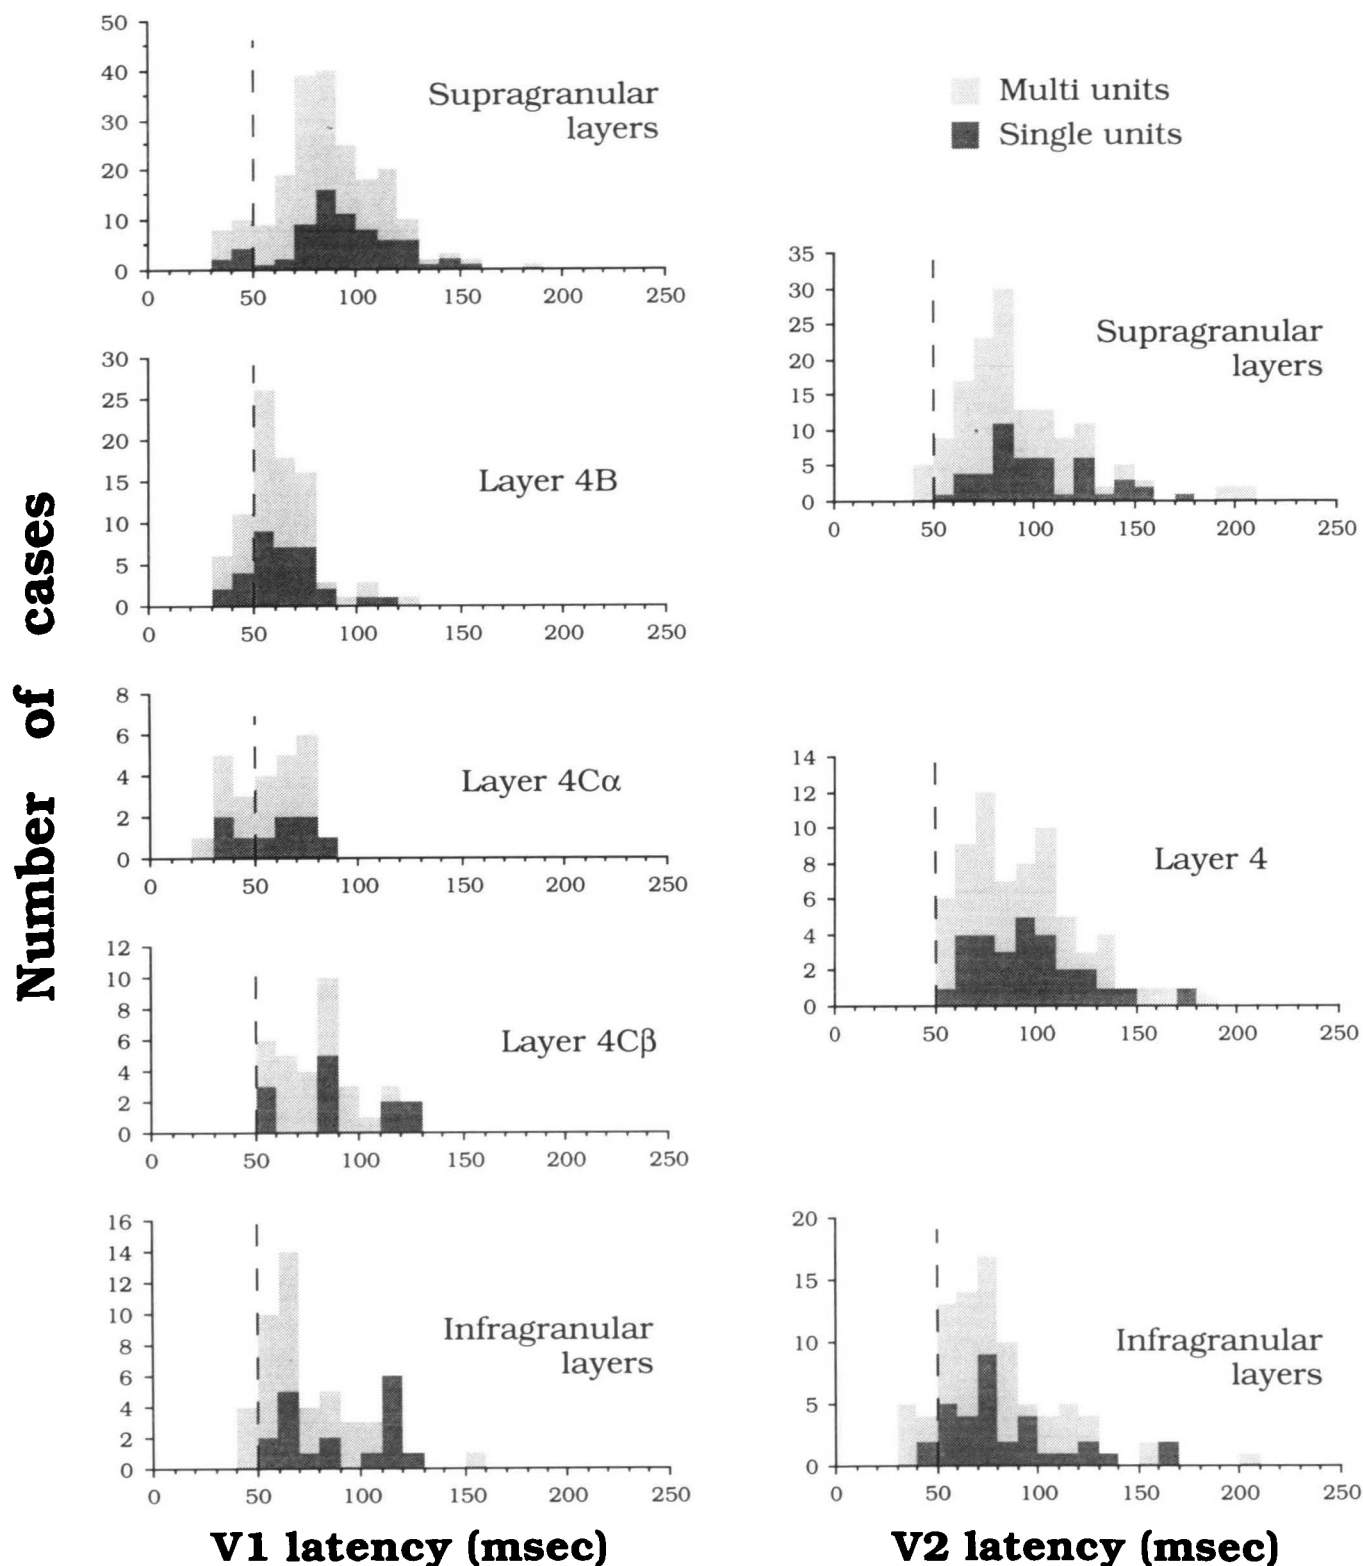 Number of cases
50
40
30
20
10
0
0 50 100 150 200 250
Supragranular
layers
30
25
20
15
10
5
0
0 50 100 150 200 250
Layer 4B
8
6
4
2
0
0 50 100 150 200 250
Layer 4Cα
12
10
8
6
4
2
0
0 50 100 150 200 250
Layer 4Cβ
16
14
12
10
8
6
4
2
0
0 50 100 150 200 250
Infragranular
layers
V1 latency (msec)
Multi units
Single units
35
30
25
20
15
10
5
0
0 50 100 150 200 250
Supragranular
layers
14
12
10
8
6
4
2
0
0 50 100 150 200 250
Layer 4
20
15
10
5
0
0 50 100 150 200 250
Infragranular
layers
V2 latency (msec)